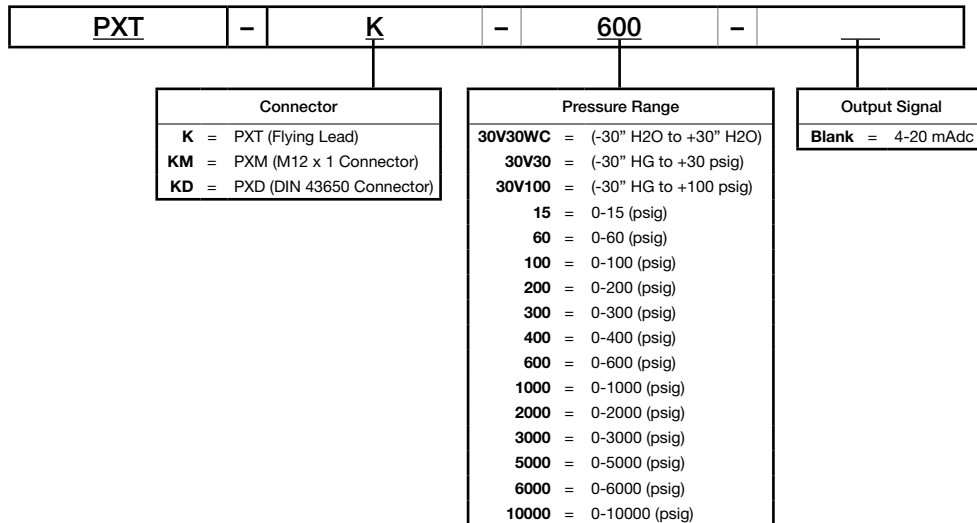 PXT – K – 600 – __
Connector
K = PXT (Flying Lead)
KM = PXM (M12 x 1 Connector)
KD = PXD (DIN 43650 Connector)
Pressure Range
30V30WC = (-30” H2O to +30” H2O)
30V30 = (-30” HG to +30 psig)
30V100 = (-30” HG to +100 psig)
15 = 0-15 (psig)
60 = 0-60 (psig)
100 = 0-100 (psig)
200 = 0-200 (psig)
300 = 0-300 (psig)
400 = 0-400 (psig)
600 = 0-600 (psig)
1000 = 0-1000 (psig)
2000 = 0-2000 (psig)
3000 = 0-3000 (psig)
5000 = 0-5000 (psig)
6000 = 0-6000 (psig)
10000 = 0-10000 (psig)
Output Signal
Blank = 4-20 mAdc